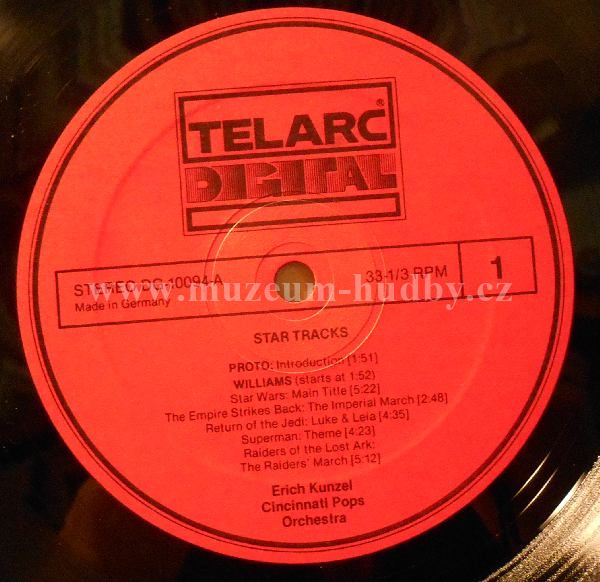 TELARC®
DIGITAL
STEREO DG 10094-A
33-1/3 RPM
1
Made in Germany
www.muzeum-hudby.cz
STAR TRACKS
PROTO: Introduction [1:51]
WILLIAMS (starts at 1:52)
Star Wars: Main Title [5:22]
The Empire Strikes Back: The Imperial March [2:48]
Return of the Jedi: Luke & Leia [4:35]
Superman: Theme [4:23]
Raiders of the Lost Ark:
The Raiders' March [5:12]
Erich Kunzel
Cincinnati Pops
Orchestra